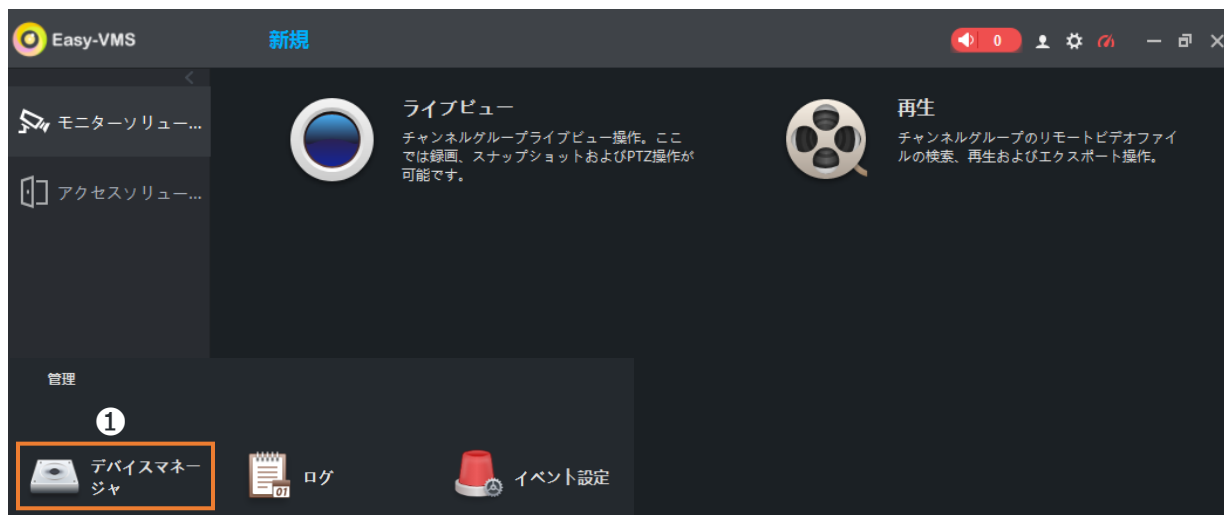 Easy-VMS
新規
0
モニターソリュー...
アクセスソリュー...
ライブビュー
チャンネルグループライブビュー操作。ここ
では録画、スナップショットおよびPTZ操作が
可能です。
再生
チャンネルグループのリモートビデオファイ
ルの検索、再生およびエクスポート操作。
管理
❶
デバイスマネー
ジャ
01
ログ
イベント設定